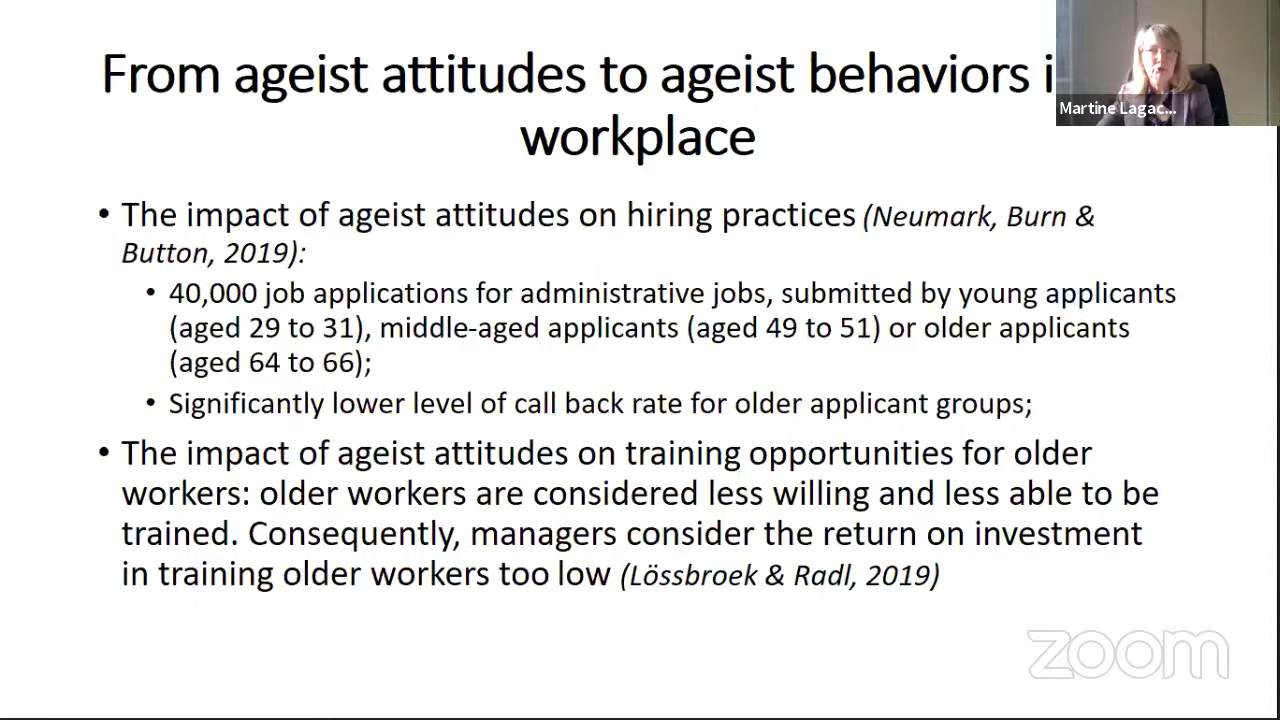 From ageist attitudes to ageist behaviors i
workplace
Martine Lagac...
• The impact of ageist attitudes on hiring practices (Neumark, Burn &
Button, 2019):
• 40,000 job applications for administrative jobs, submitted by young applicants
(aged 29 to 31), middle-aged applicants (aged 49 to 51) or older applicants
(aged 64 to 66);
• Significantly lower level of call back rate for older applicant groups;
• The impact of ageist attitudes on training opportunities for older
workers: older workers are considered less willing and less able to be
trained. Consequently, managers consider the return on investment
in training older workers too low (Lössbroek & Radl, 2019)
zoom